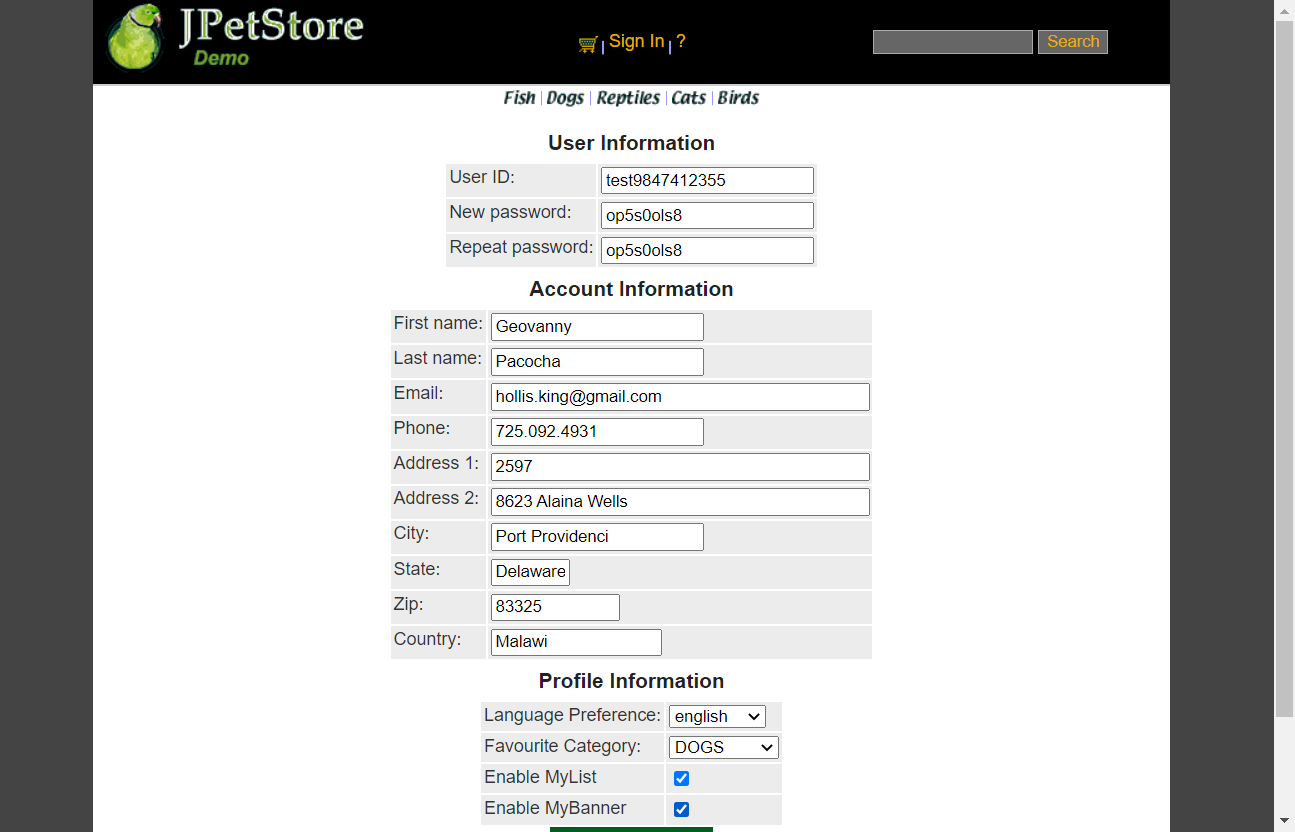 JPetStore
Demo
Sign In | ?
Search
Fish | Dogs | Reptiles | Cats | Birds
User Information
User ID: test9847412355
New password: op5s0ols8
Repeat password: op5s0ols8
Account Information
First name: Geovanny
Last name: Pacocha
Email: hollis.king@gmail.com
Phone: 725.092.4931
Address 1: 2597
Address 2: 8623 Alaina Wells
City: Port Providenci
State: Delaware
Zip: 83325
Country: Malawi
Profile Information
Language Preference: english
Favourite Category: DOGS
Enable MyList
Enable MyBanner